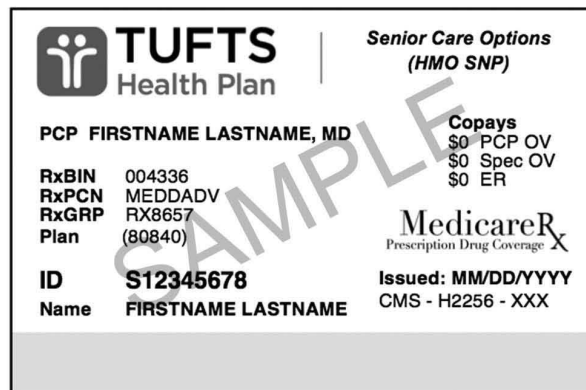 TUFTS
Health Plan
Senior Care Options
(HMO SNP)
PCP FIRSTNAME LASTNAME, MD
Copays
$0 PCP OV
$0 Spec OV
$0 ER
RxBIN 004336
RxPCN MEDDADV
RxGRP RX8657
Plan (80840)
MedicareRx
Prescription Drug Coverage
ID S12345678
Name FIRSTNAME LASTNAME
Issued: MM/DD/YYYY
CMS - H2256 - XXX
SAMPLE